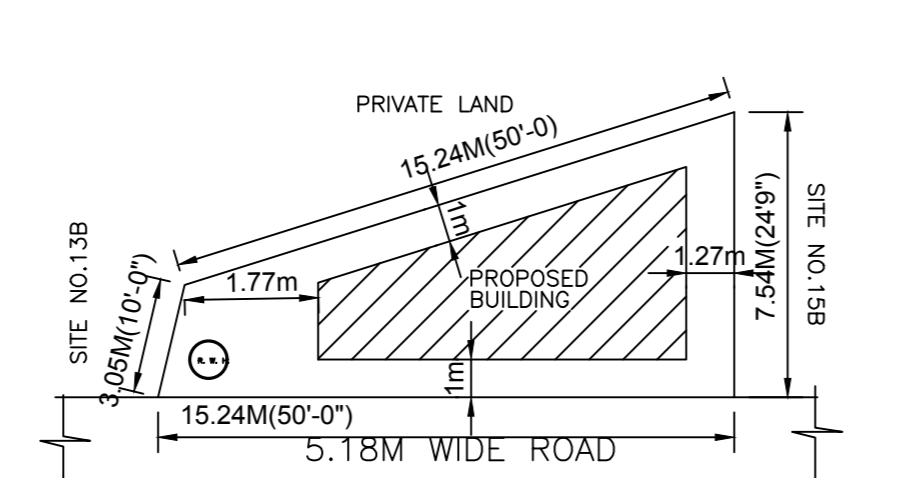 PRIVATE LAND
15.24M(50'-0)
1m
SITE NO.13B
3.05M(10'-0")
1.77m
PROPOSED
BUILDING
1.27m
7.54M(24'9")
SITE NO.15B
R. W. H
1m
15.24M(50'-0")
5.18M WIDE ROAD